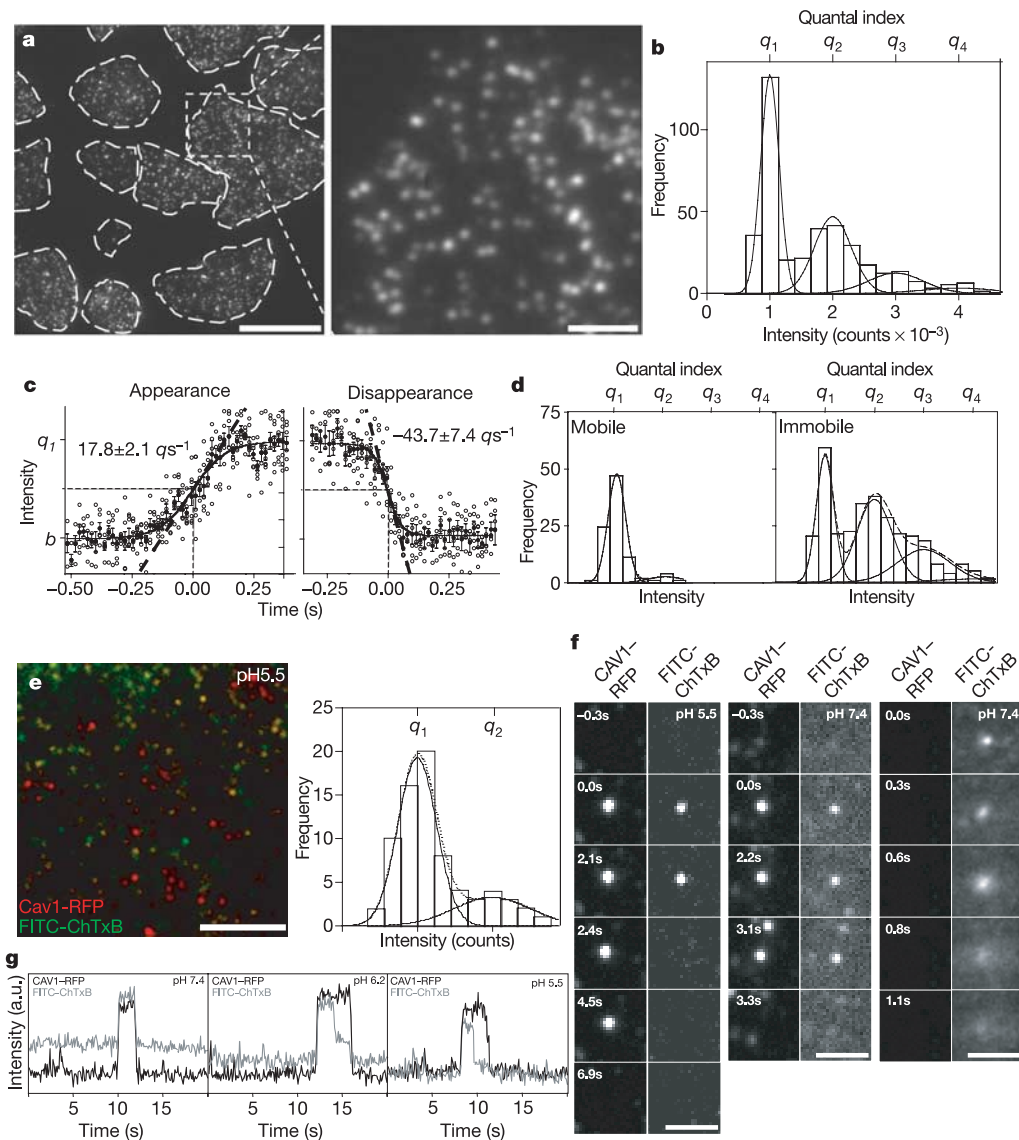 a
b
Quantal index
q1 q2 q3 q4
Frequency
100
50
0
0 1 2 3 4
Intensity (counts × 10−3)
c
Appearance
Disappearance
q1
17.8±2.1 qs−1
−43.7±7.4 qs−1
Intensity
b
−0.50 −0.25 0.00 0.25
−0.25 0.00 0.25
Time (s)
d
Quantal index
Quantal index
q1 q2 q3 q4
q1 q2 q3 q4
75
50
25
0
Frequency
Mobile
Immobile
Intensity
Intensity
e
pH5.5
Cav1-RFP
FITC-ChTxB
25
20
15
10
5
0
Frequency
q1
q2
Intensity (counts)
f
CAV1–
RFP
FITC-
ChTxB
CAV1–
RFP
FITC-
ChTxB
CAV1–
RFP
FITC-
ChTxB
−0.3s
pH 5.5
0.0s
2.1s
2.4s
4.5s
6.9s
−0.3s
pH 7.4
0.0s
2.2s
3.1s
3.3s
0.0s
pH 7.4
0.3s
0.6s
0.8s
1.1s
g
Intensity (a.u.)
CAV1–RFP
FITC–ChTxB
pH 7.4
CAV1–RFP
FITC–ChTxB
pH 6.2
CAV1–RFP
FITC–ChTxB
pH 5.5
5 10 15
5 10 15
5 10 15
Time (s)
Time (s)
Time (s)